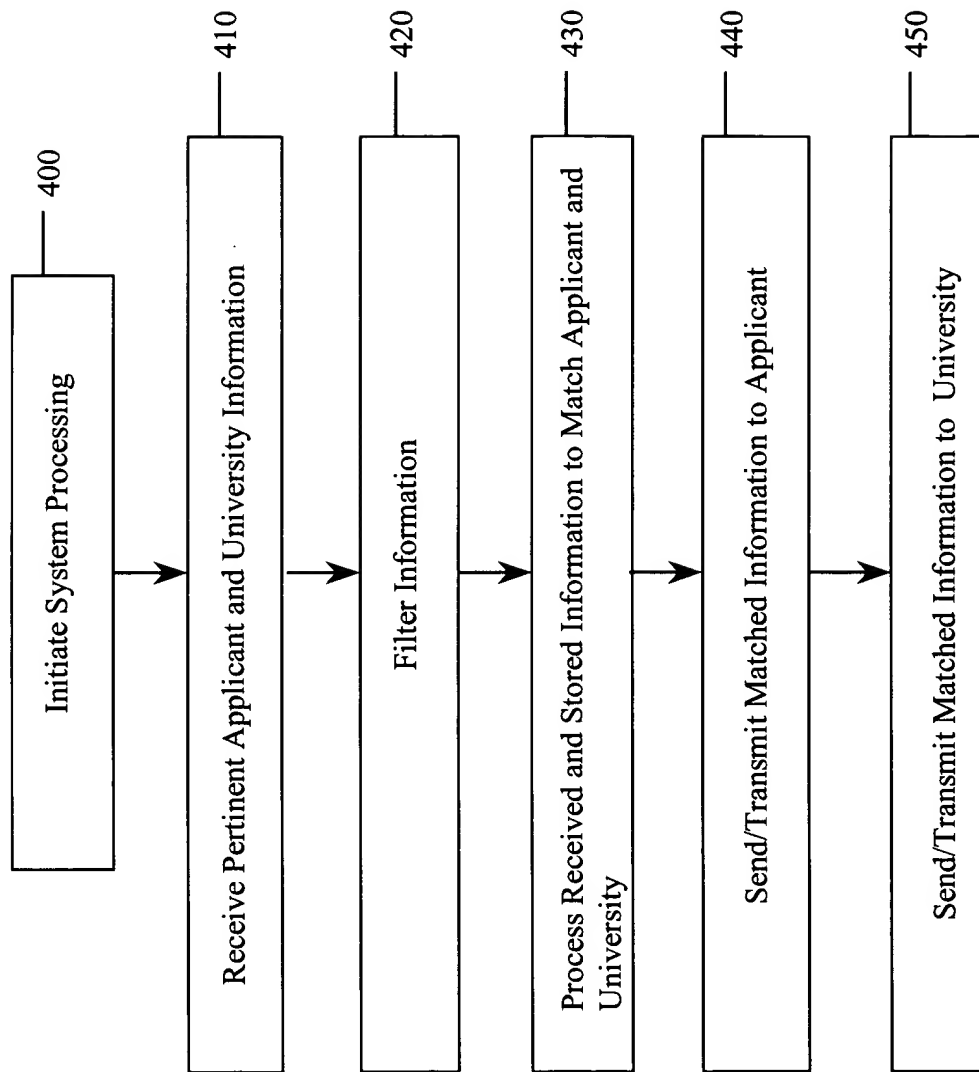 Initiate System Processing
400
Receive Pertinent Applicant and University Information
410
Filter Information
420
Process Received and Stored Information to Match Applicant and
University
430
Send/Transmit Matched Information to Applicant
440
Send/Transmit Matched Information to University
450